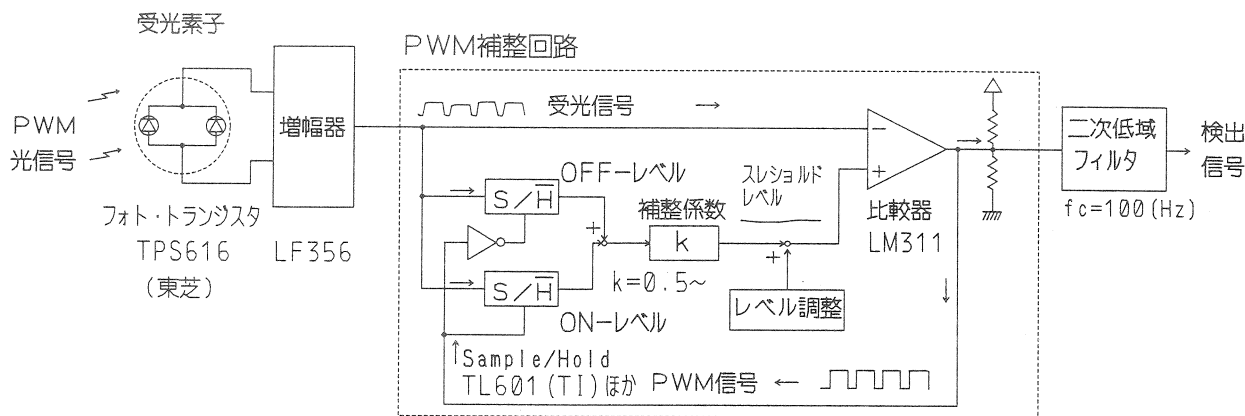 受光素子
PWM
光信号
フォト・トランジスタ
TPS616
(東芝)
増幅器
LF356
PWM補整回路
受光信号 →
OFF-レベル
S/H̅
S/H̅
ON-レベル
補整係数
k
k=0.5~
スレショルド
レベル
+
+
レベル調整
−
+
比較器
LM311
Sample/Hold
TL601(TI)ほか PWM信号 ←
二次低域
フィルタ
fc=100(Hz)
検出
信号